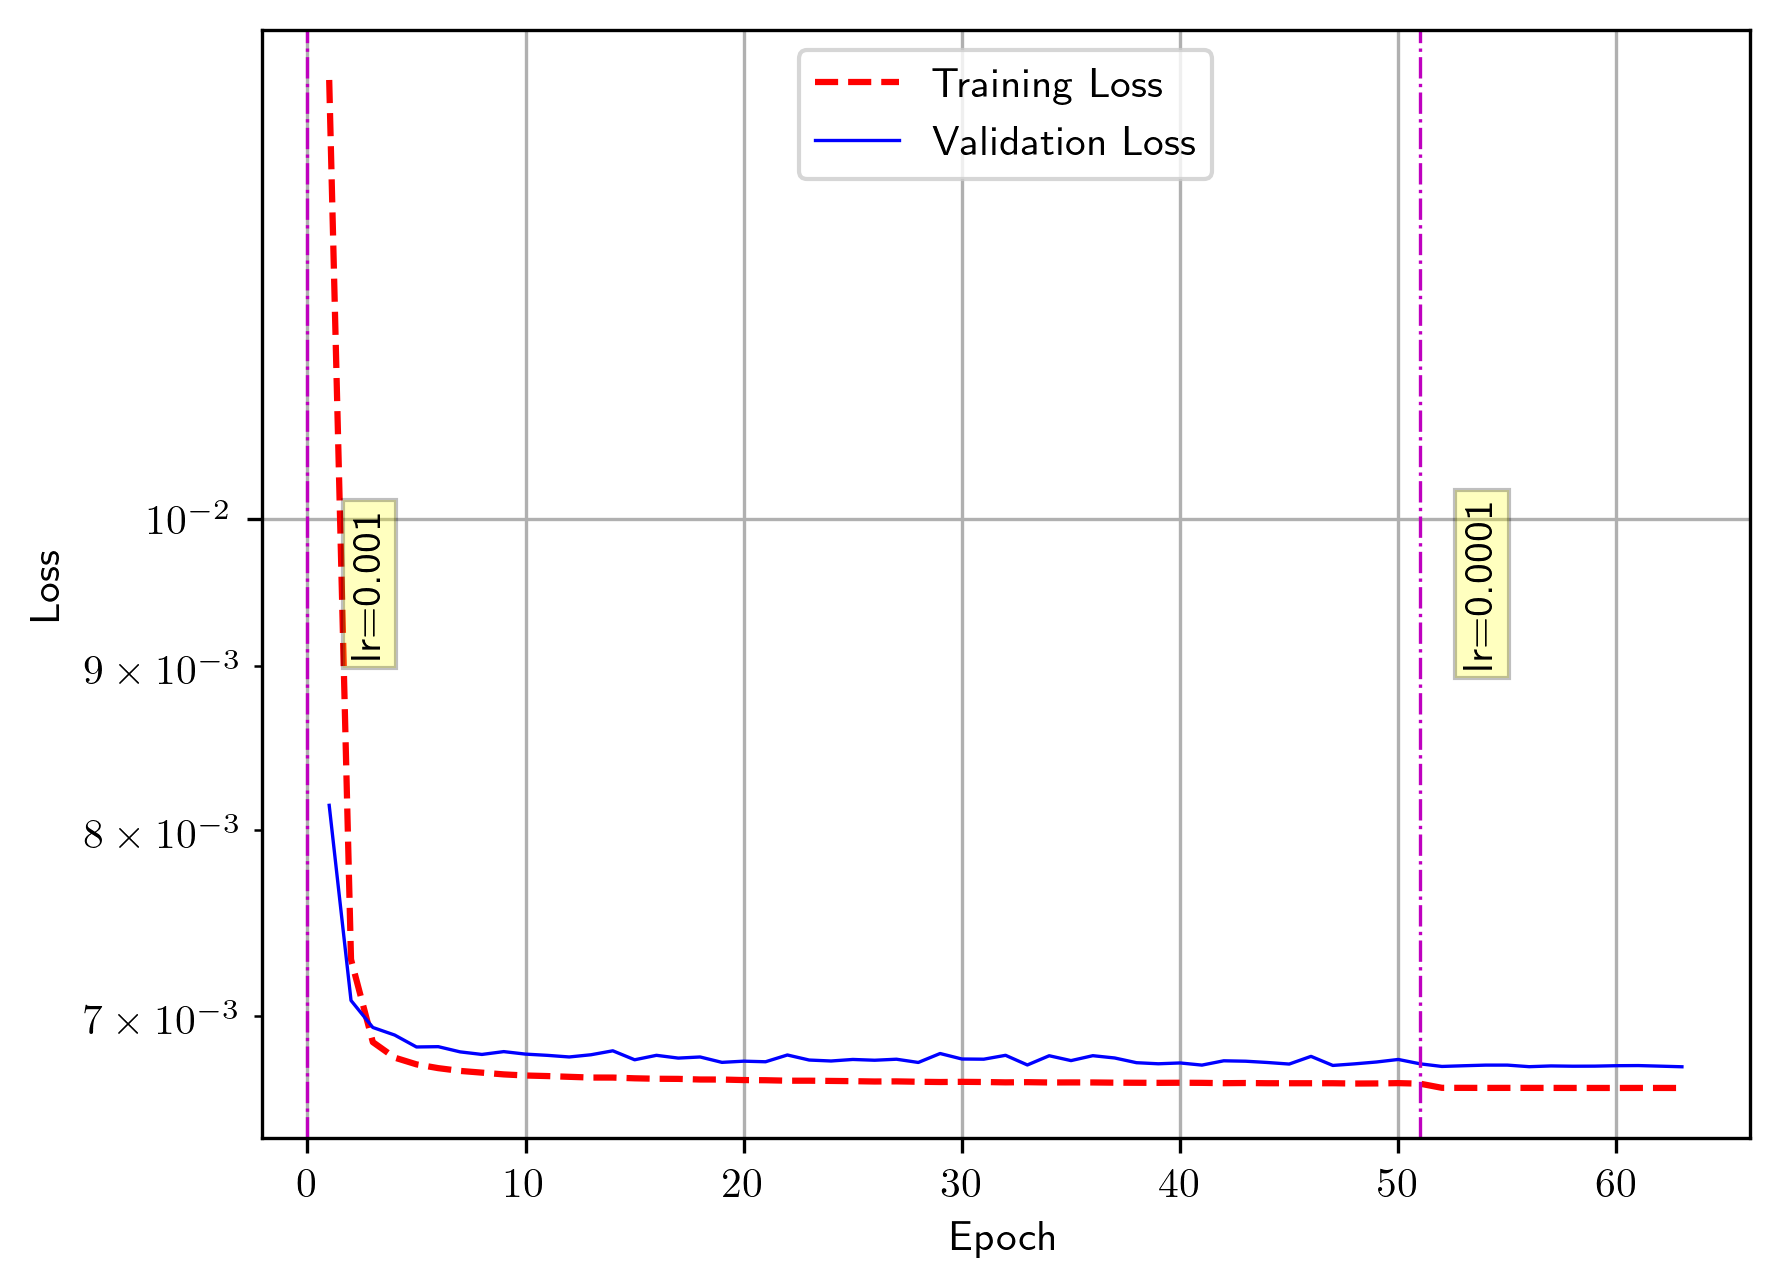 Training Loss
Validation Loss
10⁻²
9 × 10⁻³
8 × 10⁻³
7 × 10⁻³
Loss
lr=0.001
lr=0.0001
0 10 20 30 40 50 60
Epoch